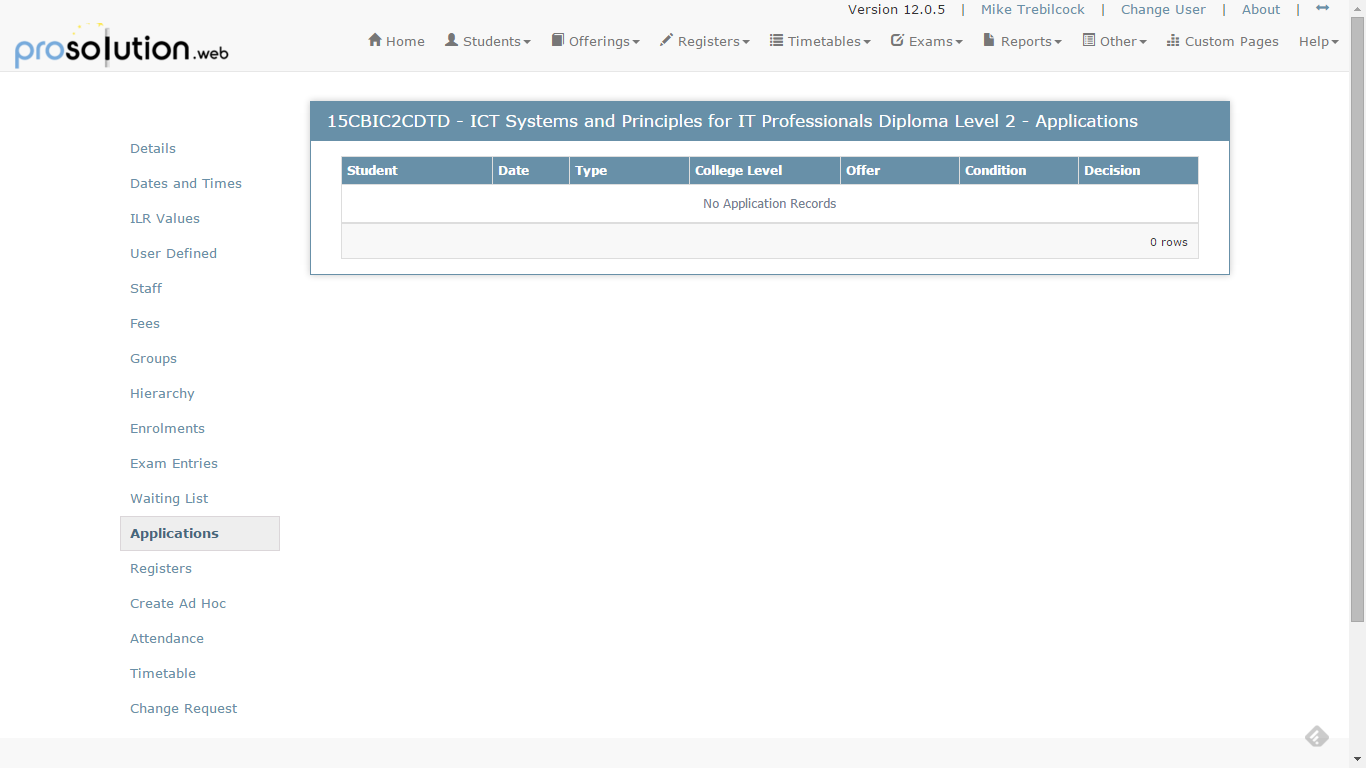 Version 12.0.5 | Mike Trebilcock | Change User | About |
prosolution.web
Home Students Offerings Registers Timetables Exams Reports Other Custom Pages Help
15CBIC2CDTD - ICT Systems and Principles for IT Professionals Diploma Level 2 - Applications
Student Date Type College Level Offer Condition Decision
No Application Records
0 rows
Details
Dates and Times
ILR Values
User Defined
Staff
Fees
Groups
Hierarchy
Enrolments
Exam Entries
Waiting List
Applications
Registers
Create Ad Hoc
Attendance
Timetable
Change Request